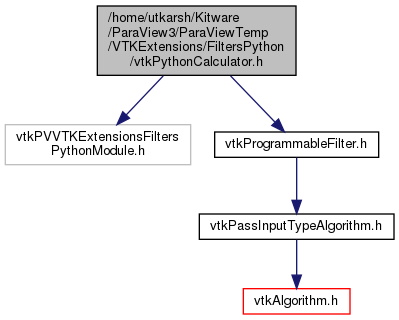 /home/utkarsh/Kitware
/ParaView3/ParaViewTemp
/VTKExtensions/FiltersPython
/vtkPythonCalculator.h
vtkPVVTKExtensionsFilters
PythonModule.h
vtkProgrammableFilter.h
vtkPassInputTypeAlgorithm.h
vtkAlgorithm.h